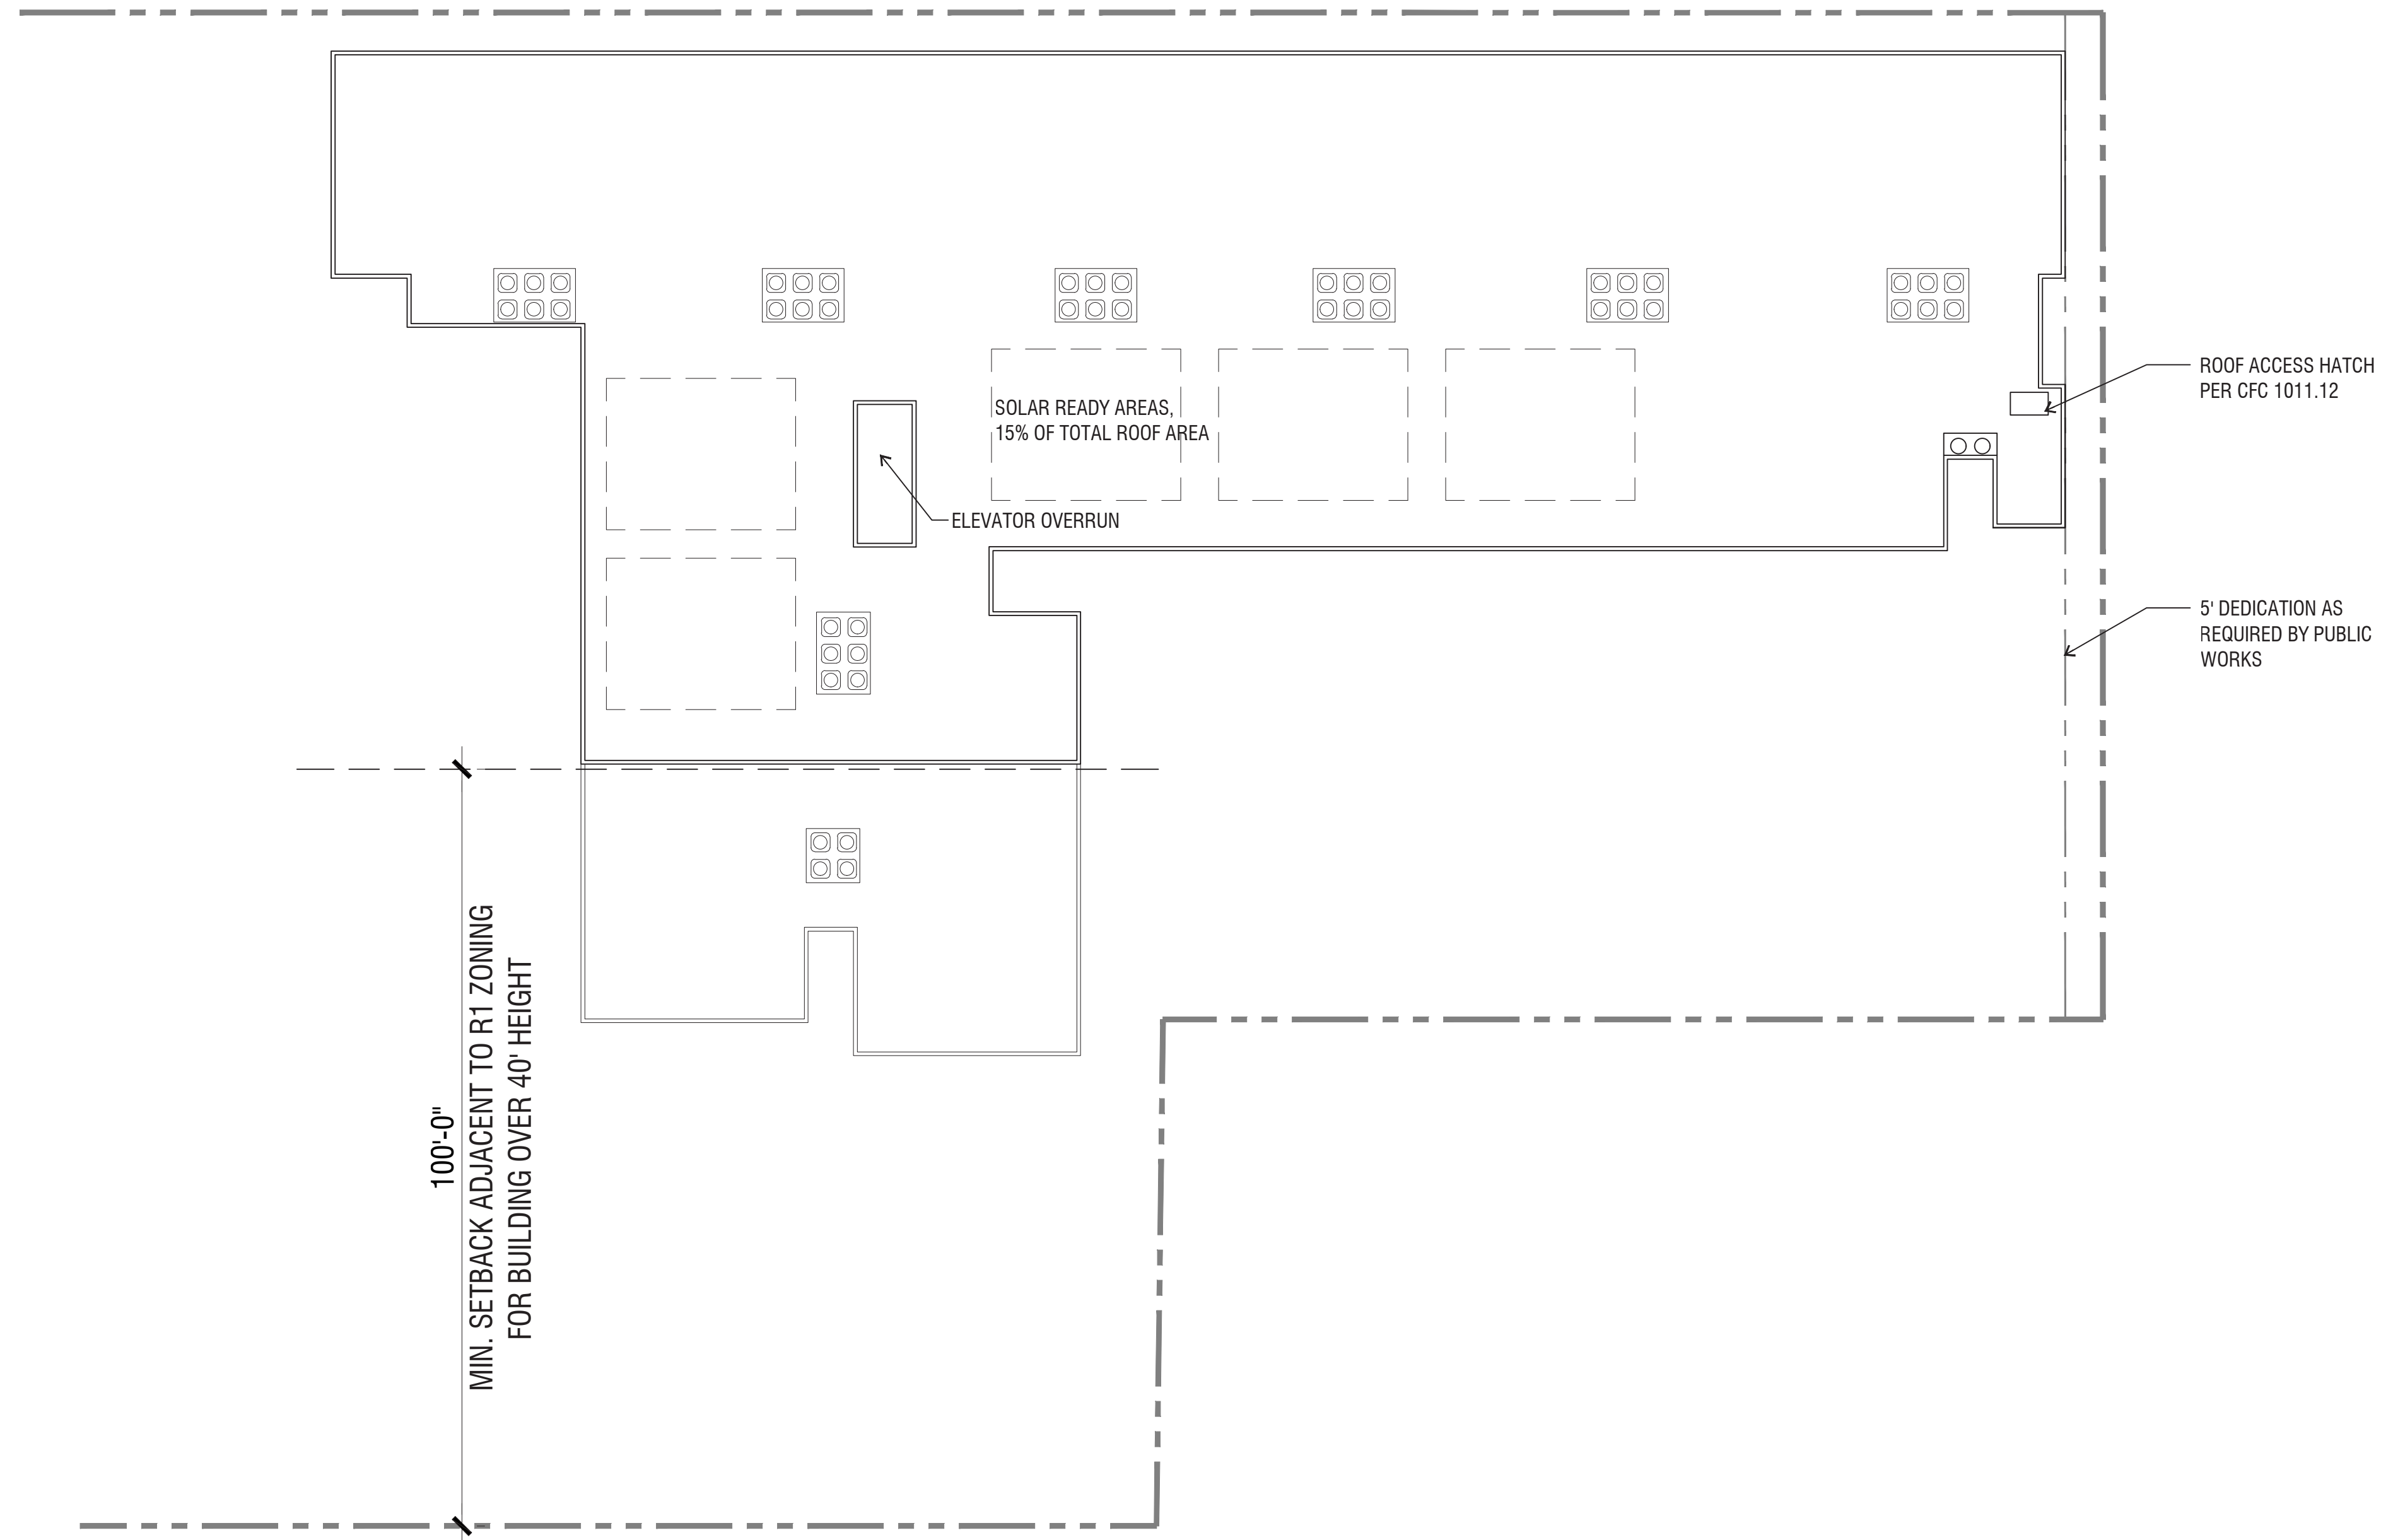 ROOF ACCESS HATCH
PER CFC 1011.12
SOLAR READY AREAS,
15% OF TOTAL ROOF AREA
ELEVATOR OVERRUN
5' DEDICATION AS
REQUIRED BY PUBLIC
WORKS
100'-0"
MIN. SETBACK ADJACENT TO R1 ZONING
FOR BUILDING OVER 40' HEIGHT